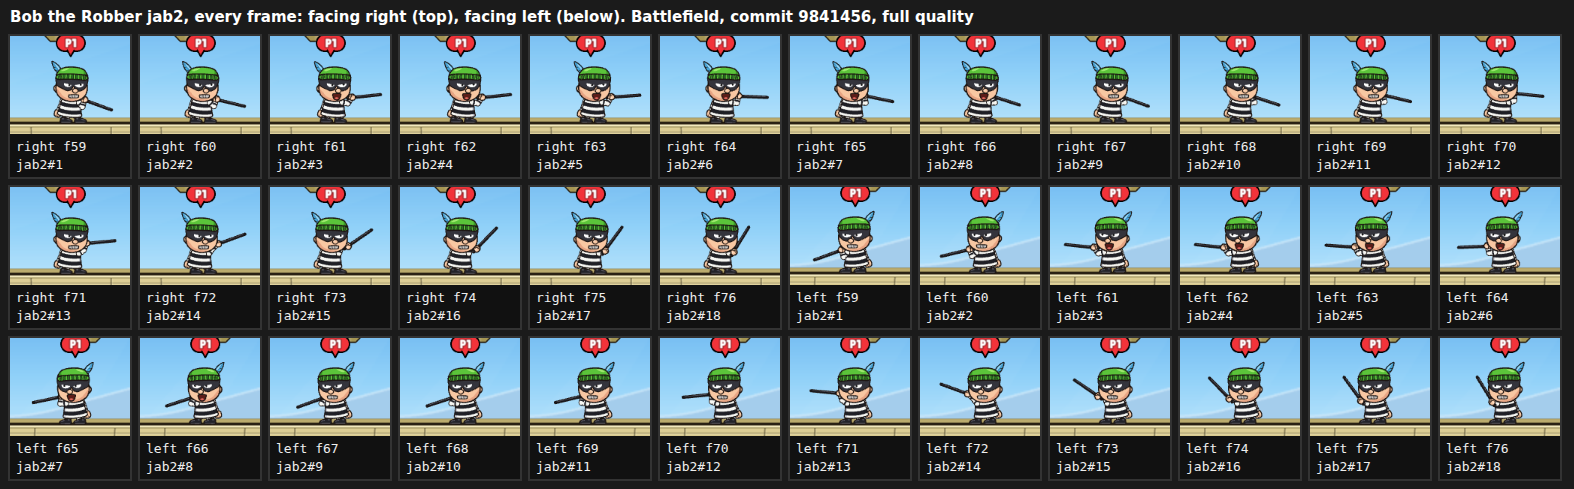 Bob the Robber jab2, every frame: facing right (top), facing left (below). Battlefield, commit 9841456, full quality
P1 P1 P1 P1 P1 P1 P1 P1 P1 P1 P1 P1
right f59 right f60 right f61 right f62 right f63 right f64 right f65 right f66 right f67 right f68 right f69 right f70
jab2#1 jab2#2 jab2#3 jab2#4 jab2#5 jab2#6 jab2#7 jab2#8 jab2#9 jab2#10 jab2#11 jab2#12
P1 P1 P1 P1 P1 P1 P1 P1 P1 P1 P1 P1
right f71 right f72 right f73 right f74 right f75 right f76 left f59 left f60 left f61 left f62 left f63 left f64
jab2#13 jab2#14 jab2#15 jab2#16 jab2#17 jab2#18 jab2#1 jab2#2 jab2#3 jab2#4 jab2#5 jab2#6
P1 P1 P1 P1 P1 P1 P1 P1 P1 P1 P1 P1
left f65 left f66 left f67 left f68 left f69 left f70 left f71 left f72 left f73 left f74 left f75 left f76
jab2#7 jab2#8 jab2#9 jab2#10 jab2#11 jab2#12 jab2#13 jab2#14 jab2#15 jab2#16 jab2#17 jab2#18